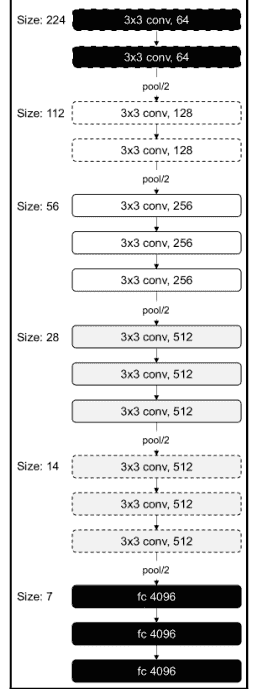 Size: 224 3x3 conv, 64
3x3 conv, 64
pool/2
Size: 112 3x3 conv, 128
3x3 conv, 128
pool/2
Size: 56 3x3 conv, 256
3x3 conv, 256
3x3 conv, 256
pool/2
Size: 28 3x3 conv, 512
3x3 conv, 512
3x3 conv, 512
pool/2
Size: 14 3x3 conv, 512
3x3 conv, 512
3x3 conv, 512
pool/2
Size: 7 fc 4096
fc 4096
fc 4096